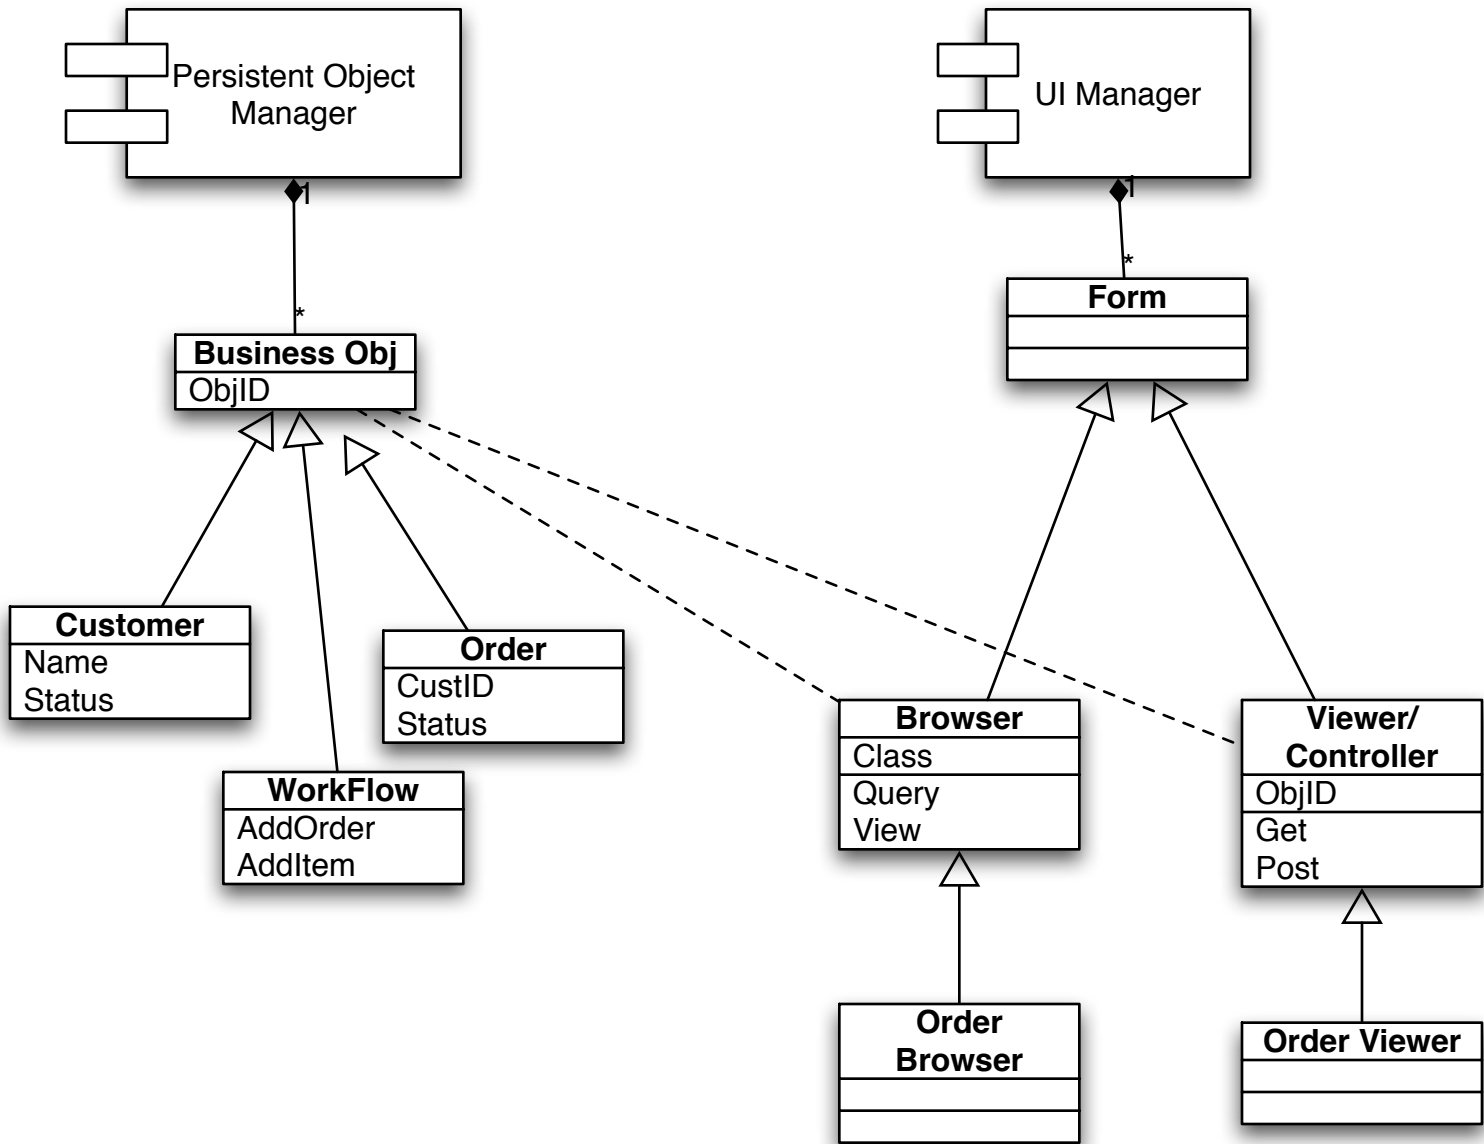 Persistent Object
Manager
UI Manager
1
1
*
*
Form
Business Obj
ObjID
Customer
Name
Status
Order
CustID
Status
WorkFlow
AddOrder
AddItem
Browser
Class
Query
View
Viewer/
Controller
ObjID
Get
Post
Order
Browser
Order Viewer